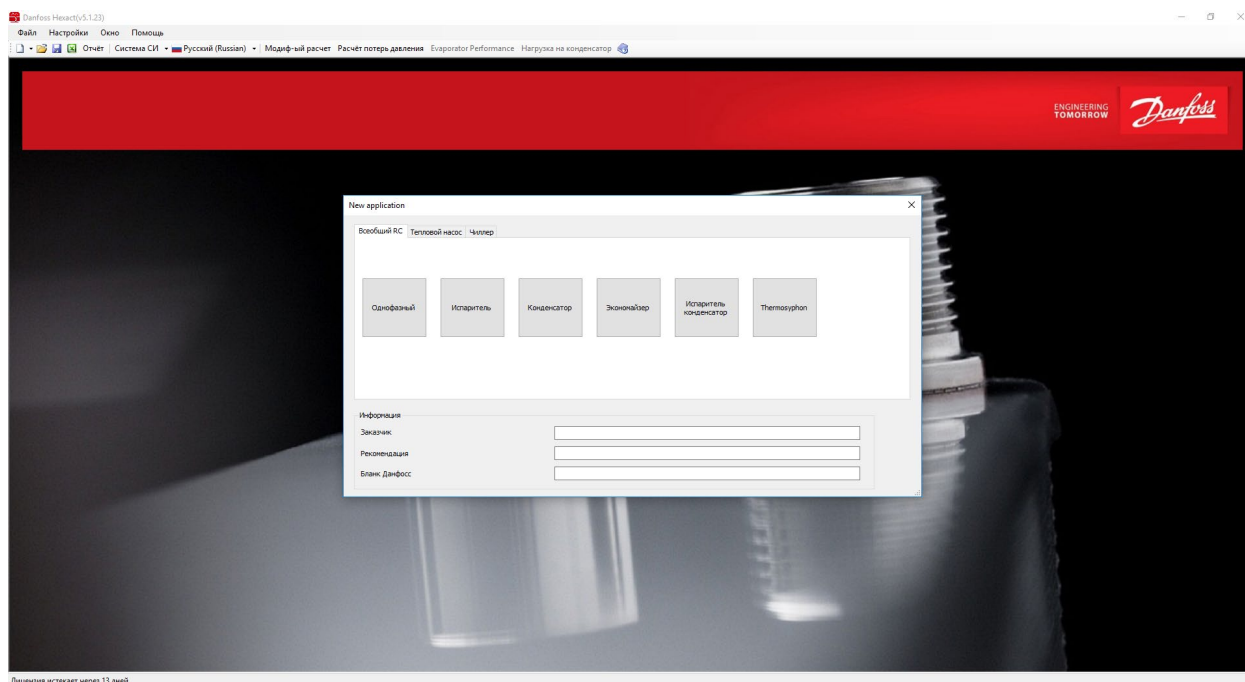 Danfoss Hexact(v5.1.23)
Файл Настройки Окно Помощь
Отчёт Система СИ Русский (Russian) Модиф-ый расчет Расчёт потерь давления Evaporator Performance Нагрузка на конденсатор
ENGINEERING
TOMORROW
Danfoss
New application
Всеобщий RC Тепловой насос Чиллер
Однофазный
Испаритель
Конденсатор
Экономайзер
Испаритель
конденсатор
Thermosyphon
Информация
Заказчик
Рекомендация
Бланк Данфосс
Лицензия истекает через 13 дней